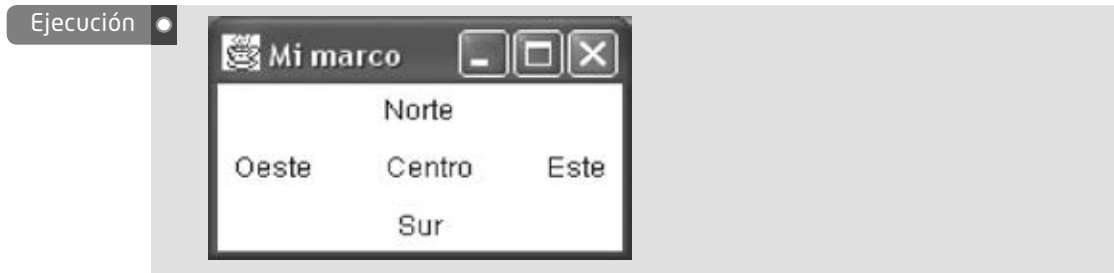 Ejecución
Mi marco
Norte
Oeste Centro Este
Sur